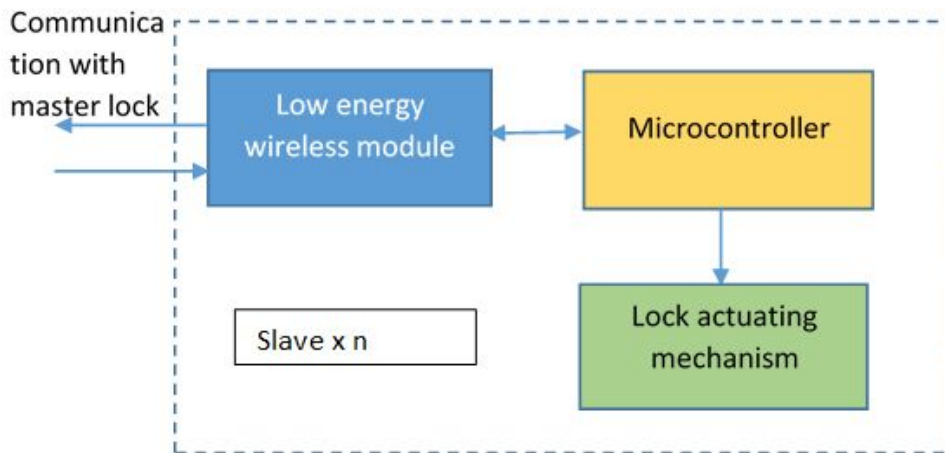 Communica
tion with
master lock
Low energy
wireless module
Microcontroller
Slave x n
Lock actuating
mechanism